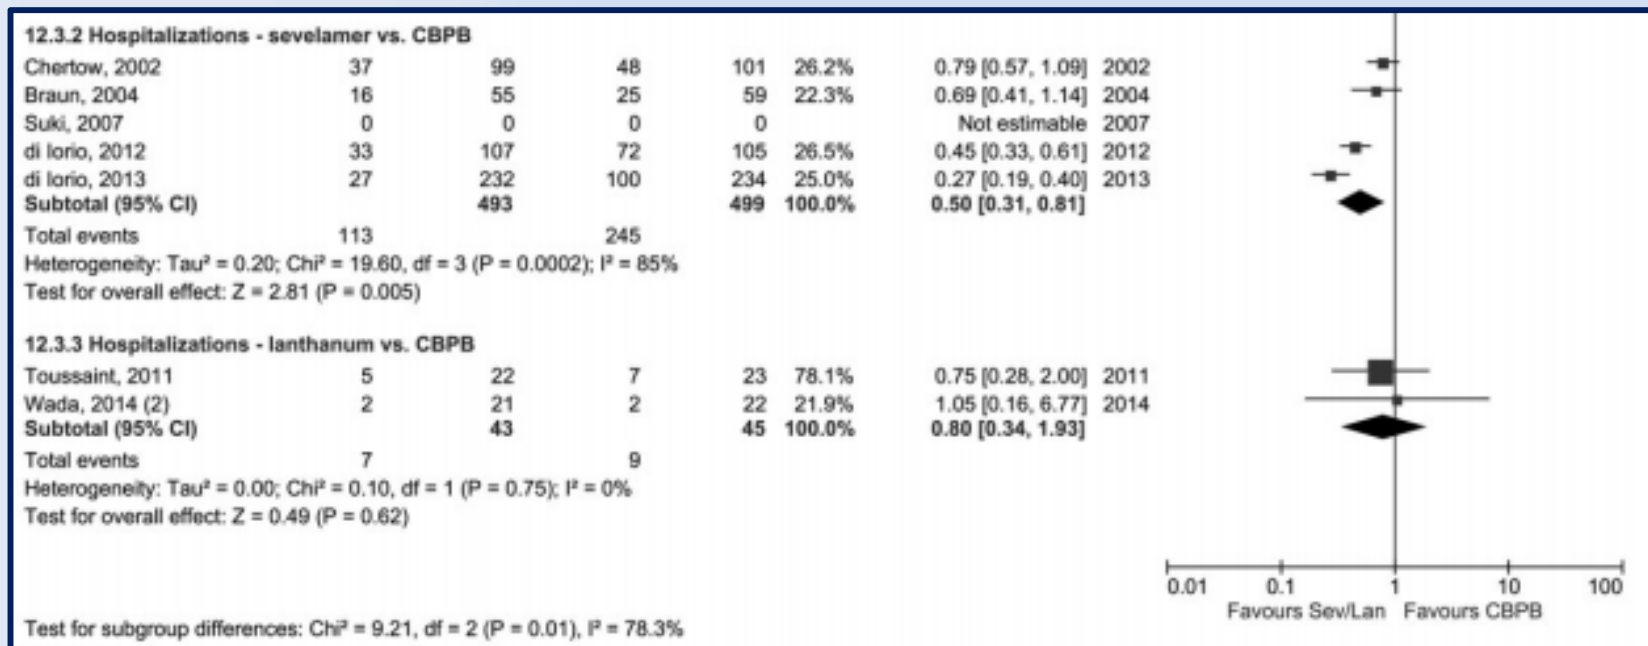 12.3.2 Hospitalizations - sevelamer vs. CBPB
Chertow, 2002 37 99 48 101 26.2% 0.79 [0.57, 1.09] 2002
Braun, 2004 16 55 25 59 22.3% 0.69 [0.41, 1.14] 2004
Suki, 2007 0 0 0 0 Not estimable 2007
di Iorio, 2012 33 107 72 105 26.5% 0.45 [0.33, 0.61] 2012
di Iorio, 2013 27 232 100 234 25.0% 0.27 [0.19, 0.40] 2013
Subtotal (95% CI) 493 499 100.0% 0.50 [0.31, 0.81]
Total events 113 245
Heterogeneity: Tau² = 0.20; Chi² = 19.60, df = 3 (P = 0.0002); I² = 85%
Test for overall effect: Z = 2.81 (P = 0.005)
12.3.3 Hospitalizations - lanthanum vs. CBPB
Toussaint, 2011 5 22 7 23 78.1% 0.75 [0.28, 2.00] 2011
Wada, 2014 (2) 2 21 2 22 21.9% 1.05 [0.16, 6.77] 2014
Subtotal (95% CI) 43 45 100.0% 0.80 [0.34, 1.93]
Total events 7 9
Heterogeneity: Tau² = 0.00; Chi² = 0.10, df = 1 (P = 0.75); I² = 0%
Test for overall effect: Z = 0.49 (P = 0.62)
0.01 0.1 1 10 100
Favours Sev/Lan Favours CBPB
Test for subgroup differences: Chi² = 9.21, df = 2 (P = 0.01), I² = 78.3%